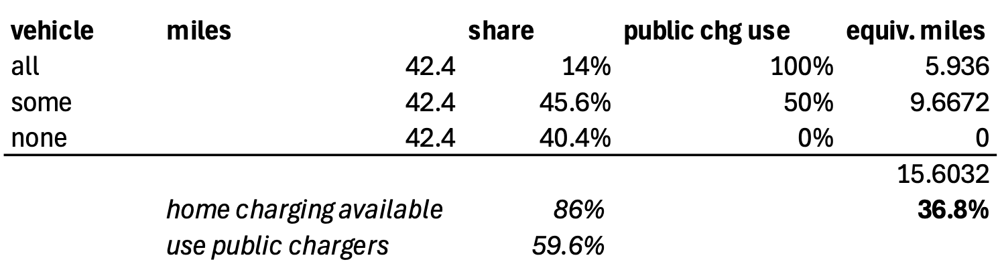 vehicle miles share public chg use equiv. miles
all 42.4 14% 100% 5.936
some 42.4 45.6% 50% 9.6672
none 42.4 40.4% 0% 0
15.6032
home charging available 86% 36.8%
use public chargers 59.6%